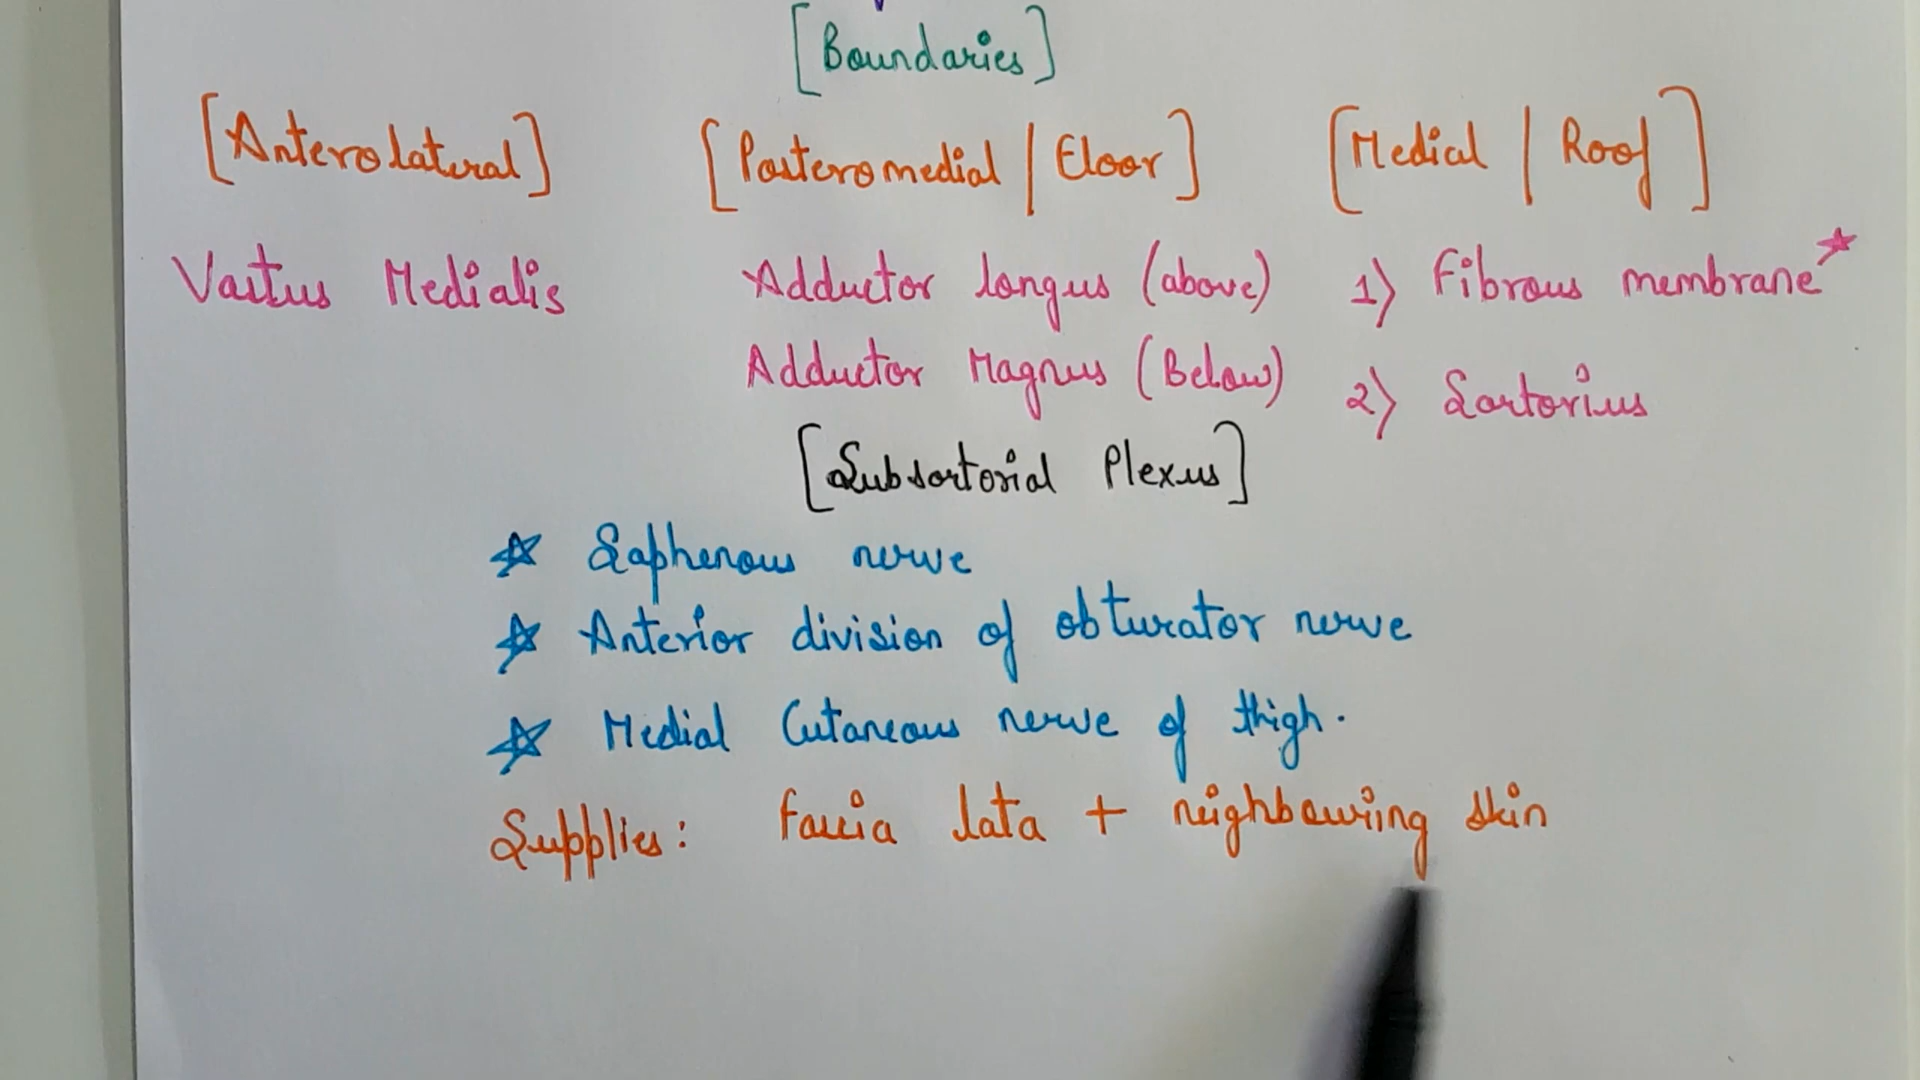 [Boundaries]
[Anterolateral] [Posteromedial | Floor] [Medial | Roof]
Vastus Medialis Adductor longus (above) 1) Fibrous membrane*
Adductor Magnus (Below) 2) Sartorius
[Subsartorial Plexus]
☆ Saphenous nerve
☆ Anterior division of obturator nerve
☆ Medial Cutaneous nerve of thigh.
Supplies: Fascia lata + neighbouring skin